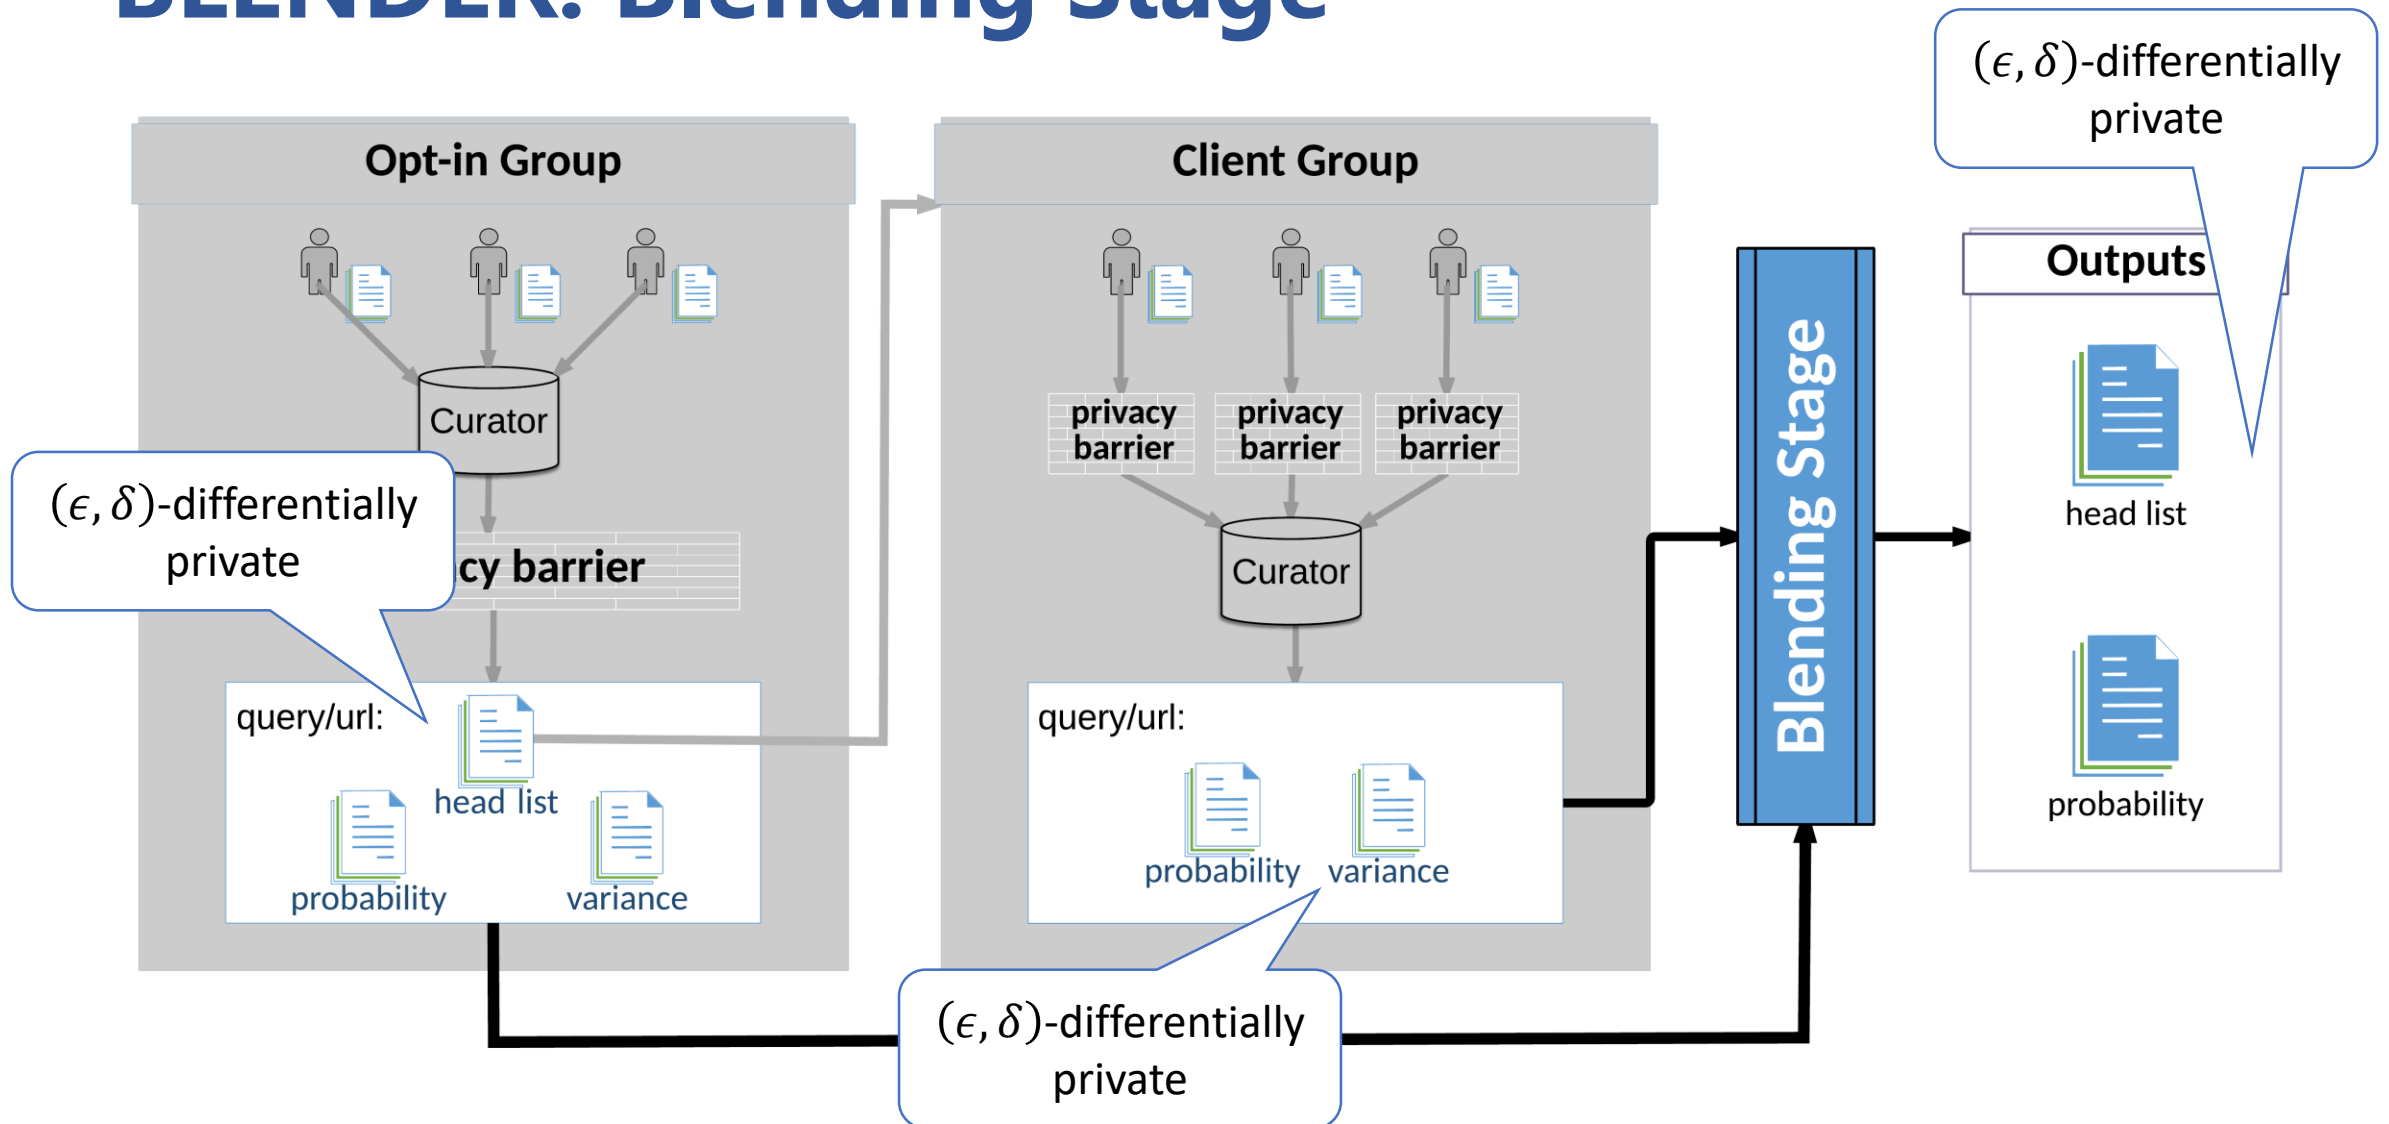 BLENDER: Blending Stage
(ϵ, δ)-differentially
private
Opt-in Group
Client Group
Outputs
Curator
privacy
barrier
privacy
barrier
privacy
barrier
(ϵ, δ)-differentially
private
cy barrier
Curator
Blending Stage
head list
query/url:
head list
probability
variance
query/url:
probability
variance
probability
(ϵ, δ)-differentially
private